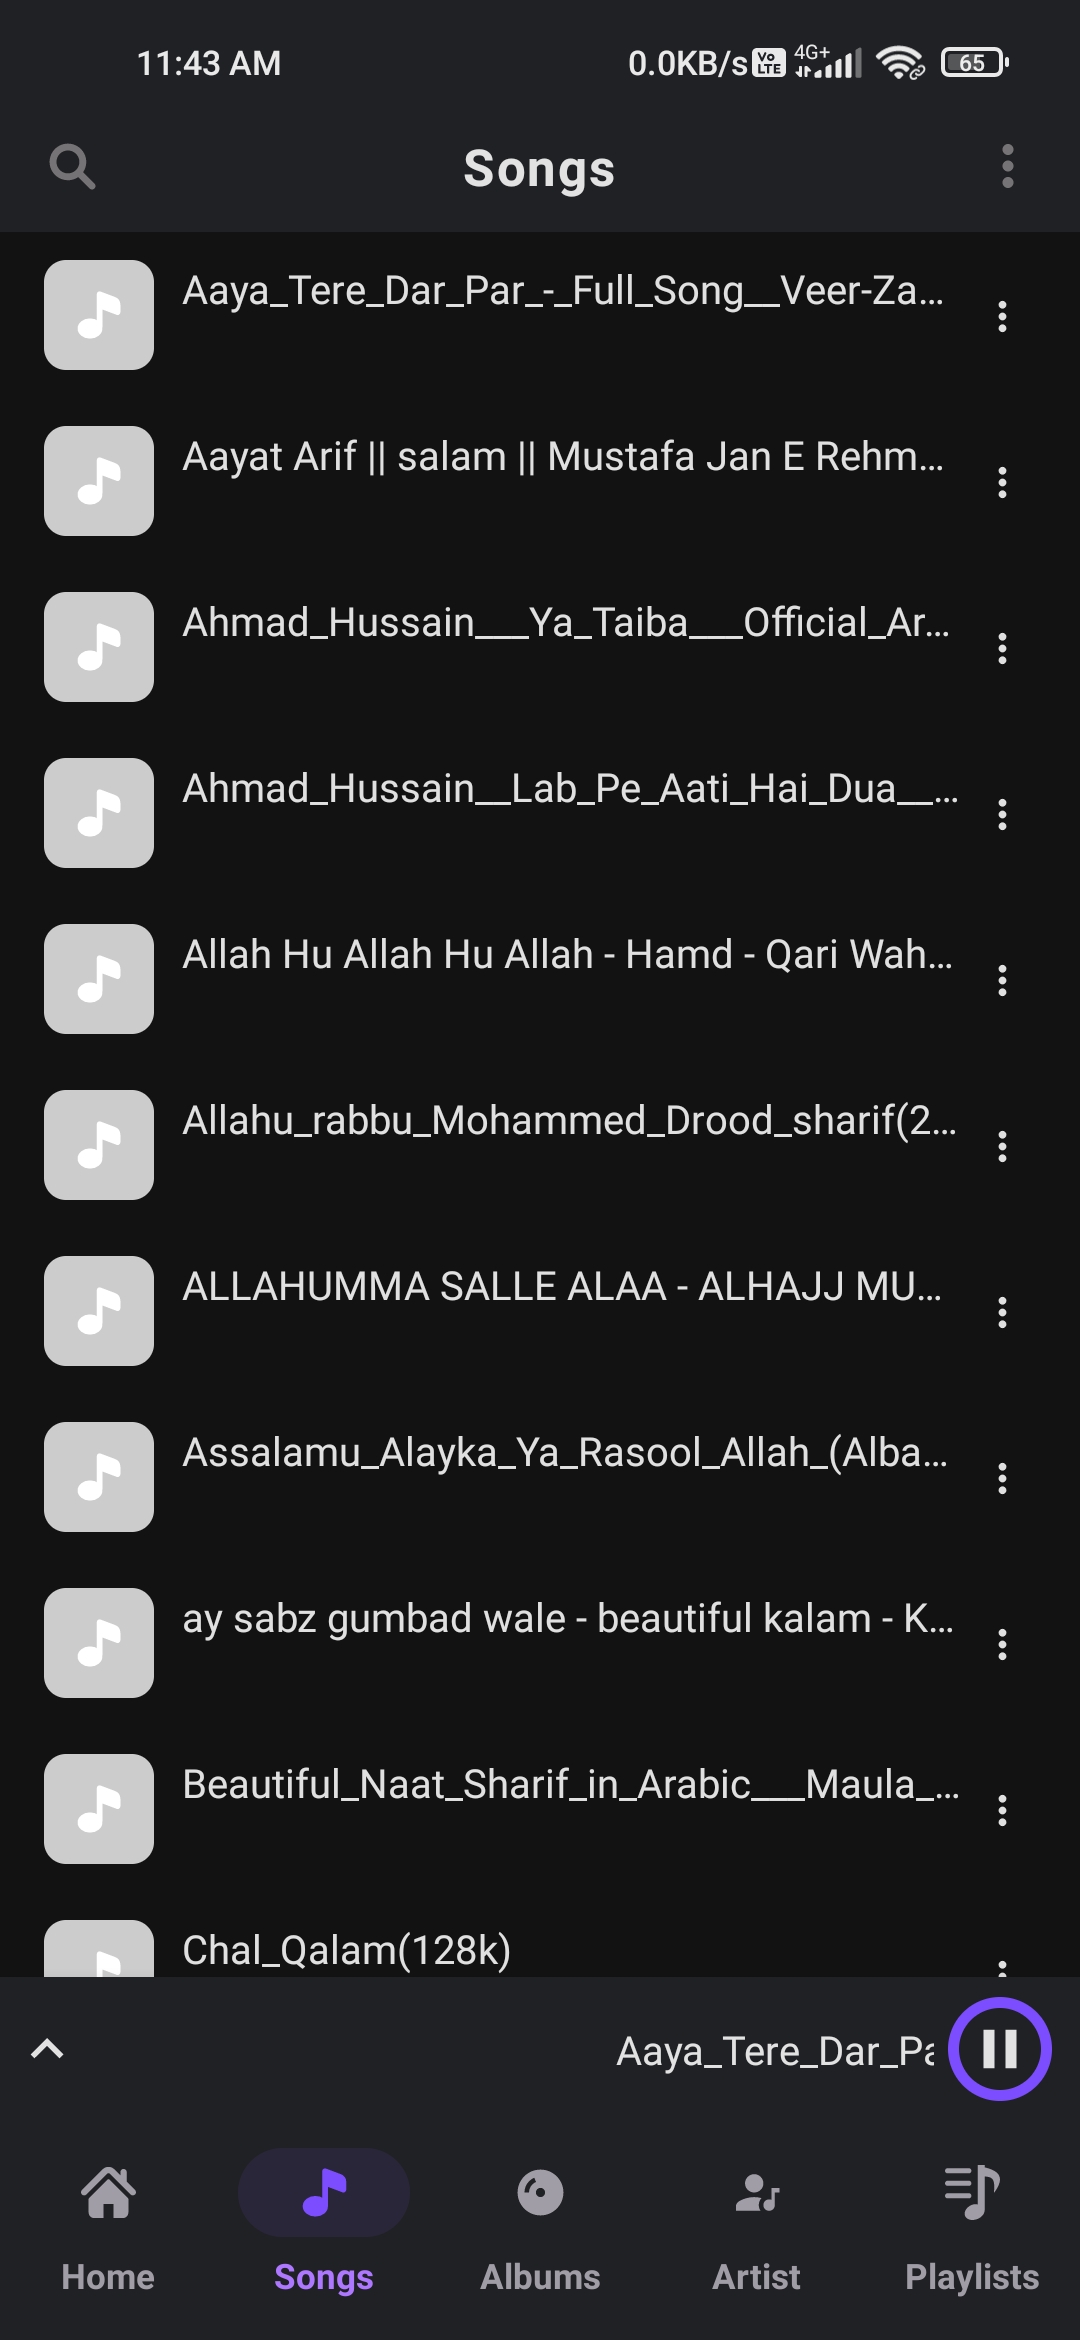 11:43 AM 0.0KB/s Vo LTE 4G+ 65
Songs
Aaya_Tere_Dar_Par_-_Full_Song__Veer-Za...
Aayat Arif || salam || Mustafa Jan E Rehm...
Ahmad_Hussain___Ya_Taiba___Official_Ar...
Ahmad_Hussain__Lab_Pe_Aati_Hai_Dua__...
Allah Hu Allah Hu Allah - Hamd - Qari Wah...
Allahu_rabbu_Mohammed_Drood_sharif(2...
ALLAHUMMA SALLE ALAA - ALHAJJ MU...
Assalamu_Alayka_Ya_Rasool_Allah_(Alba...
ay sabz gumbad wale - beautiful kalam - K...
Beautiful_Naat_Sharif_in_Arabic___Maula_...
Chal_Qalam(128k)
Aaya_Tere_Dar_Pa
Home Songs Albums Artist Playlists